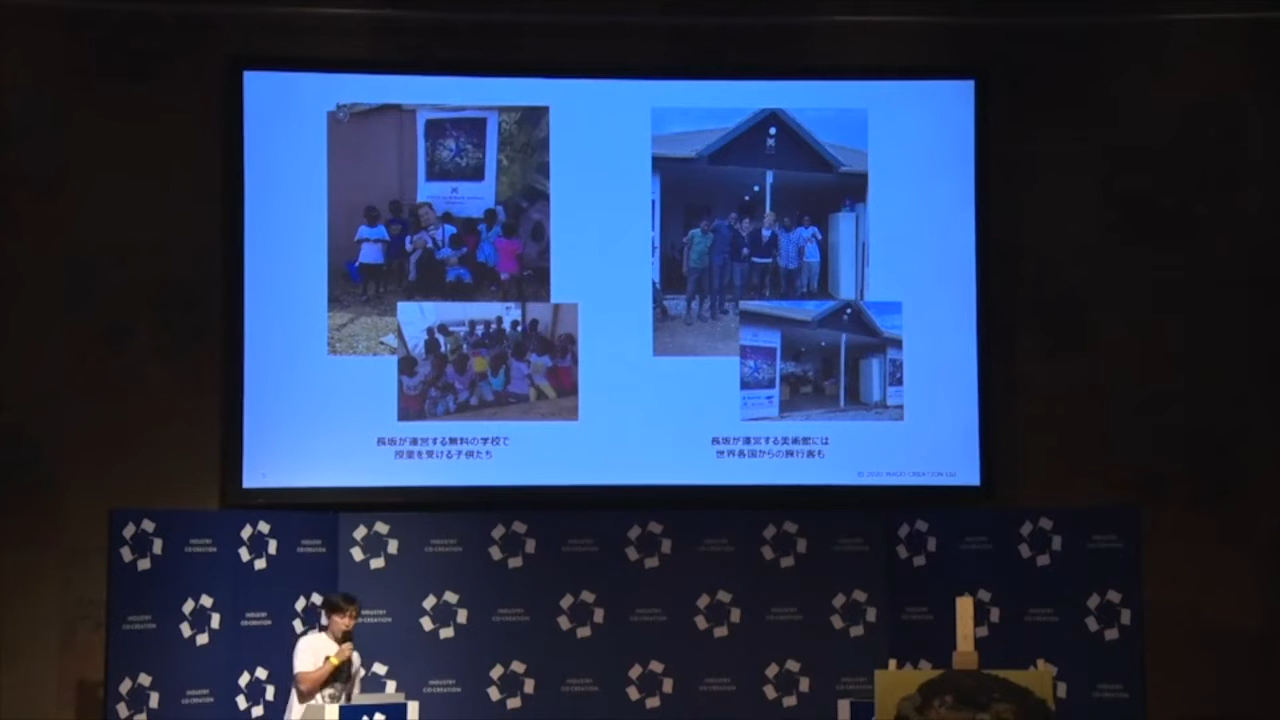 長坂が運営する無料の学校で
授業を受ける子供たち
長坂が運営する美術館には
世界各国からの旅行客も
© 2020 MAGO CREATION Ltd.
INDUSTRY
CO-CREATION